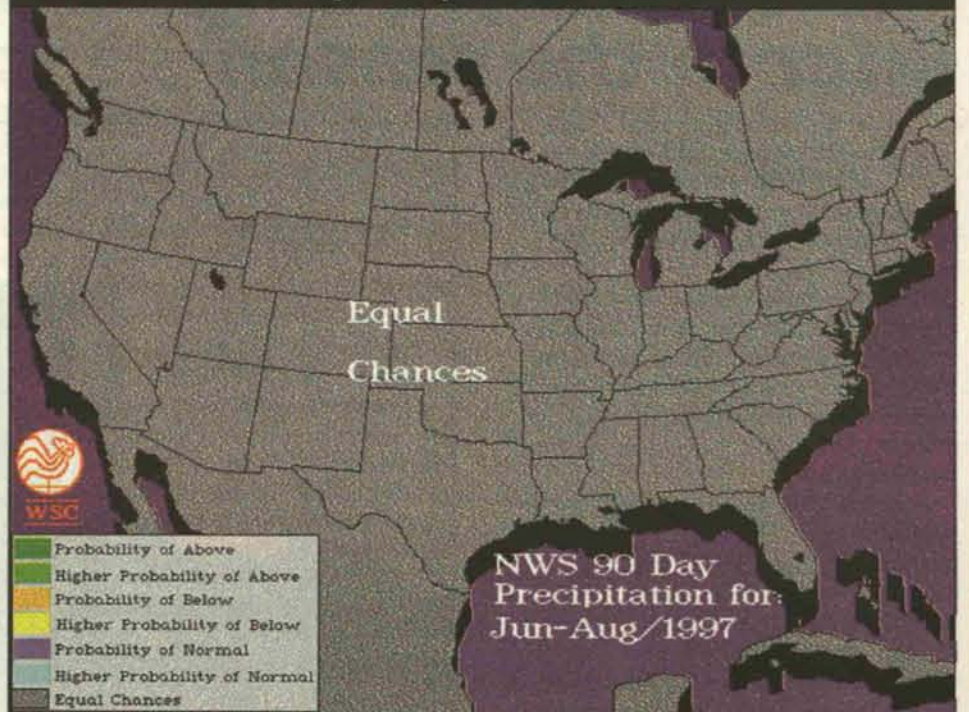 Equal
Chances
WSC
Probability of Above
Higher Probability of Above
Probability of Below
Higher Probability of Below
Probability of Normal
Higher Probability of Normal
Equal Chances
NWS 90 Day
Precipitation for:
Jun-Aug/1997